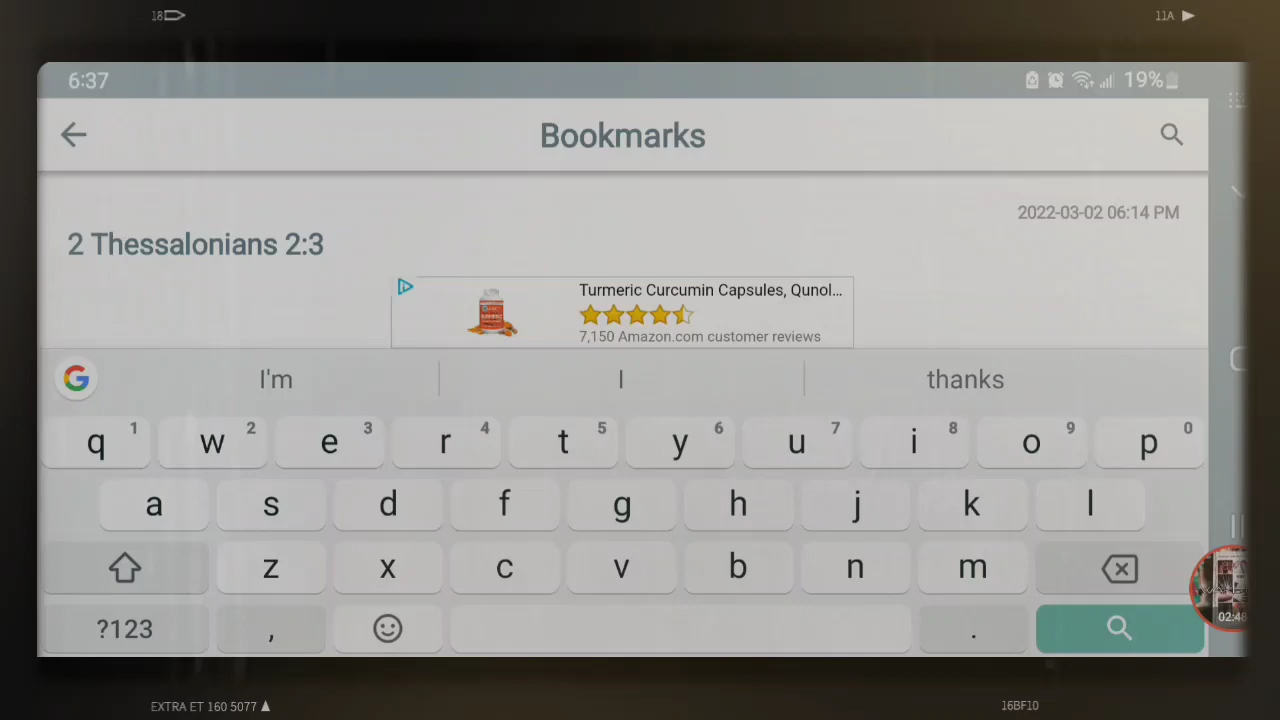 18
11A
6:37
19%
Bookmarks
2022-03-02 06:14 PM
2 Thessalonians 2:3
Turmeric Curcumin Capsules, Qunol...
7,150 Amazon.com customer reviews
I'm I thanks
1 2 3 4 5 6 7 8 9 0
q w e r t y u i o p
a s d f g h j k l
z x c v b n m
?123 , .
02:48
EXTRA ET 160 5077
16BF10